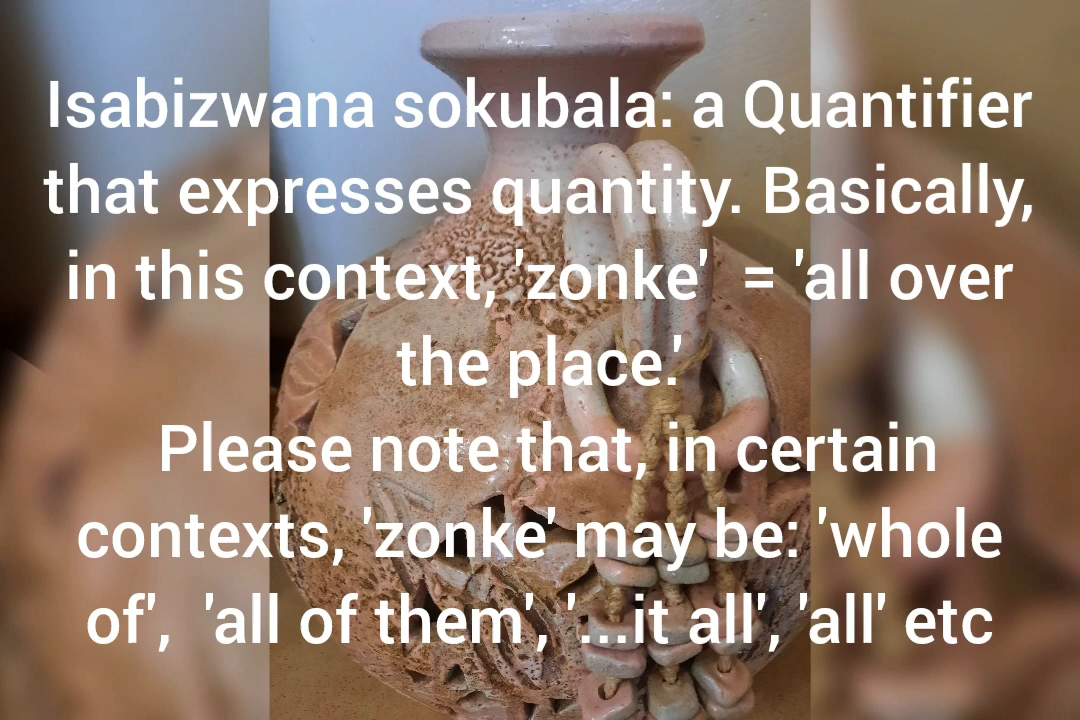 Isabizwana sokubala: a Quantifier
that expresses quantity. Basically,
in this context, 'zonke'  = 'all over
the place.'
Please note that, in certain
contexts,  'zonke' may be: 'whole
of',  'all of them', '...it all', 'all' etc